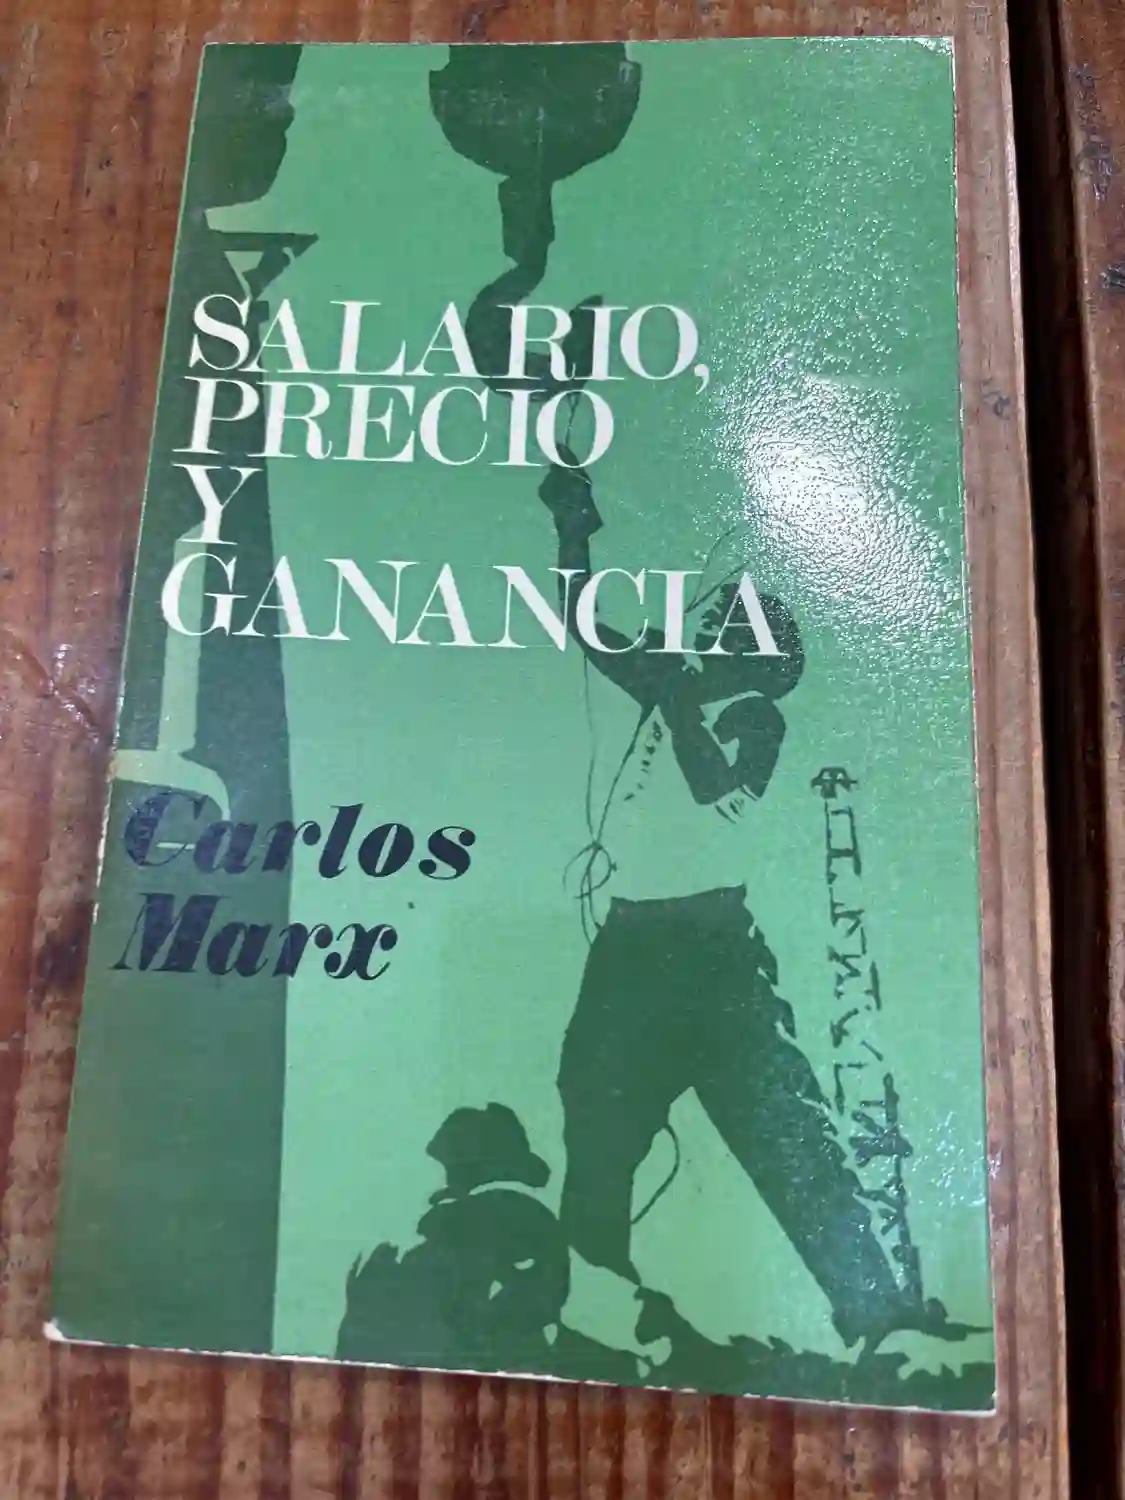 SALARIO,
PRECIO
Y
GANANCIA
Carlos
Marx